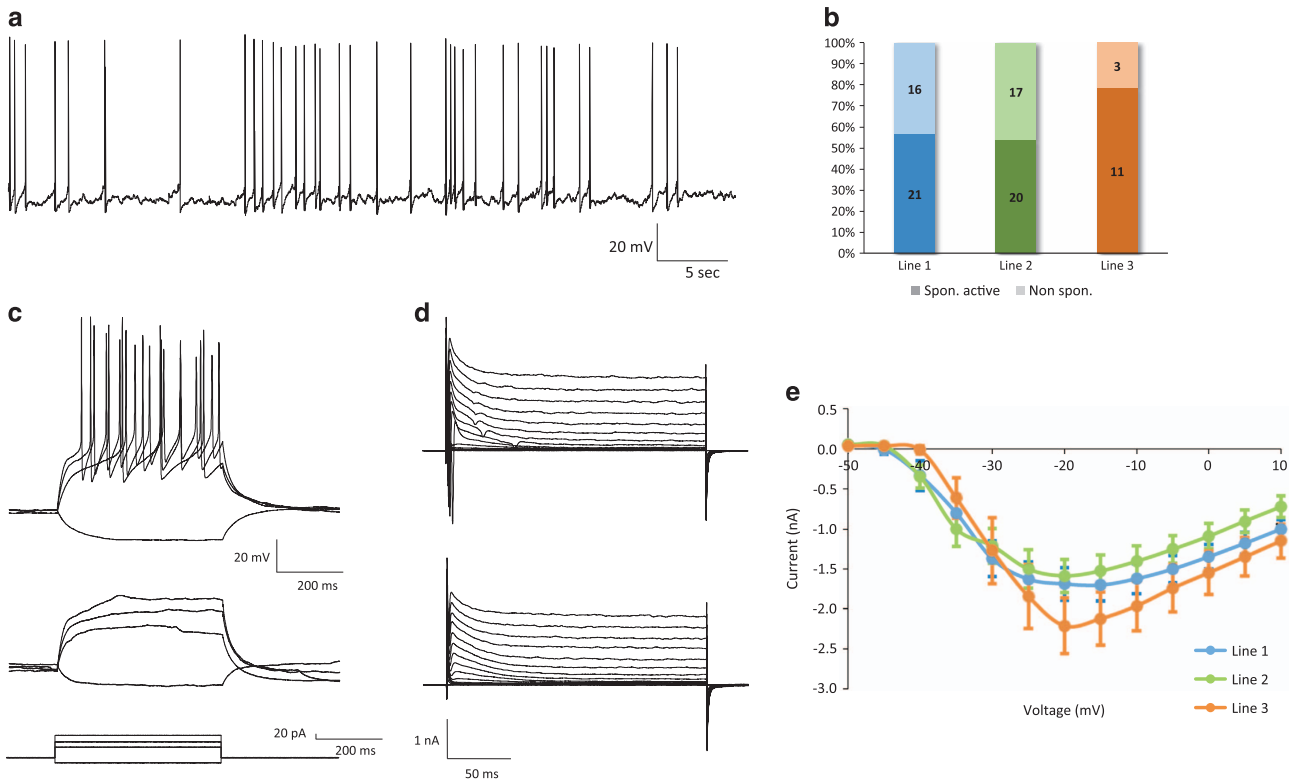 a
20 mV
5 sec
b
100%
90%
80%
70%
60%
50%
40%
30%
20%
10%
0%
16
17
3
21
20
11
Line 1
Line 2
Line 3
Spon. active
Non spon.
c
20 mV
200 ms
20 pA
200 ms
d
1 nA
50 ms
e
0.5
0.0
-0.5
-1.0
-1.5
-2.0
-2.5
-3.0
-50
-40
-30
-20
-10
0
10
Current (nA)
Voltage (mV)
Line 1
Line 2
Line 3